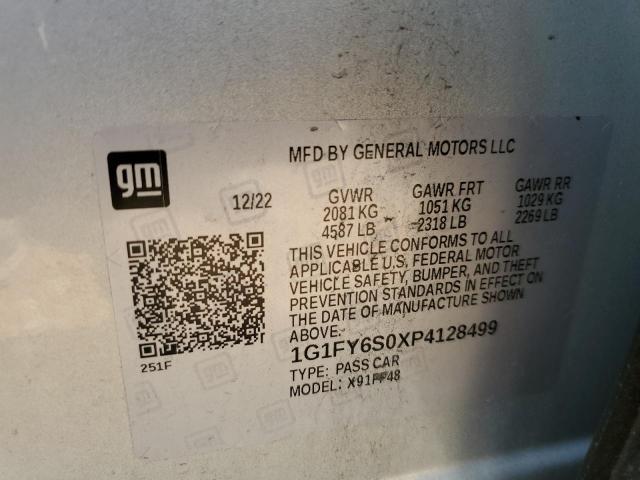 gm
MFD BY GENERAL MOTORS LLC
12/22
GVWR GAWR FRT GAWR RR
2081 KG 1051 KG 1029 KG
4587 LB 2318 LB 2269 LB
THIS VEHICLE CONFORMS TO ALL
APPLICABLE U.S. FEDERAL MOTOR
VEHICLE SAFETY, BUMPER, AND THEFT
PREVENTION STANDARDS IN EFFECT ON
THE DATE OF MANUFACTURE SHOWN
ABOVE.
1G1FY6S0XP4128499
TYPE: PASS CAR
MODEL: X91FF48
251F